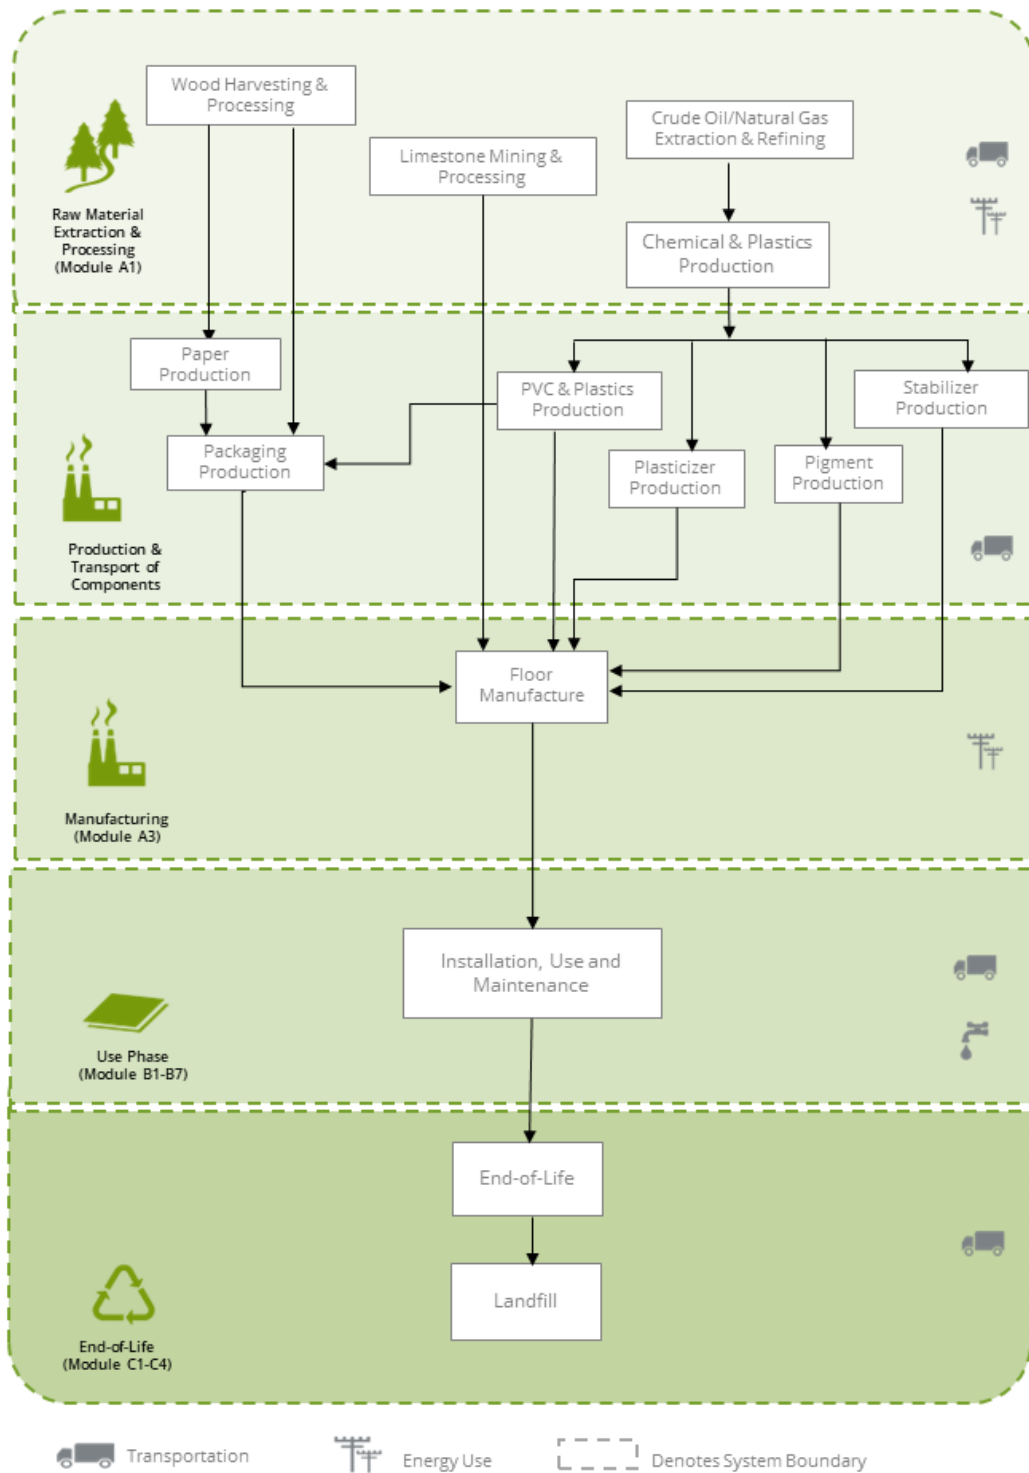 Wood Harvesting &
Processing
Crude Oil/Natural Gas
Extraction & Refining
Limestone Mining &
Processing
Raw Material
Extraction &
Processing
(Module A1)
Chemical & Plastics
Production
Paper
Production
PVC & Plastics
Production
Stabilizer
Production
Packaging
Production
Plasticizer
Production
Pigment
Production
Production &
Transport of
Components
Floor
Manufacture
Manufacturing
(Module A3)
Installation, Use and
Maintenance
Use Phase
(Module B1-B7)
End-of-Life
Landfill
End-of-Life
(Module C1-C4)
Transportation
Energy Use
Denotes System Boundary